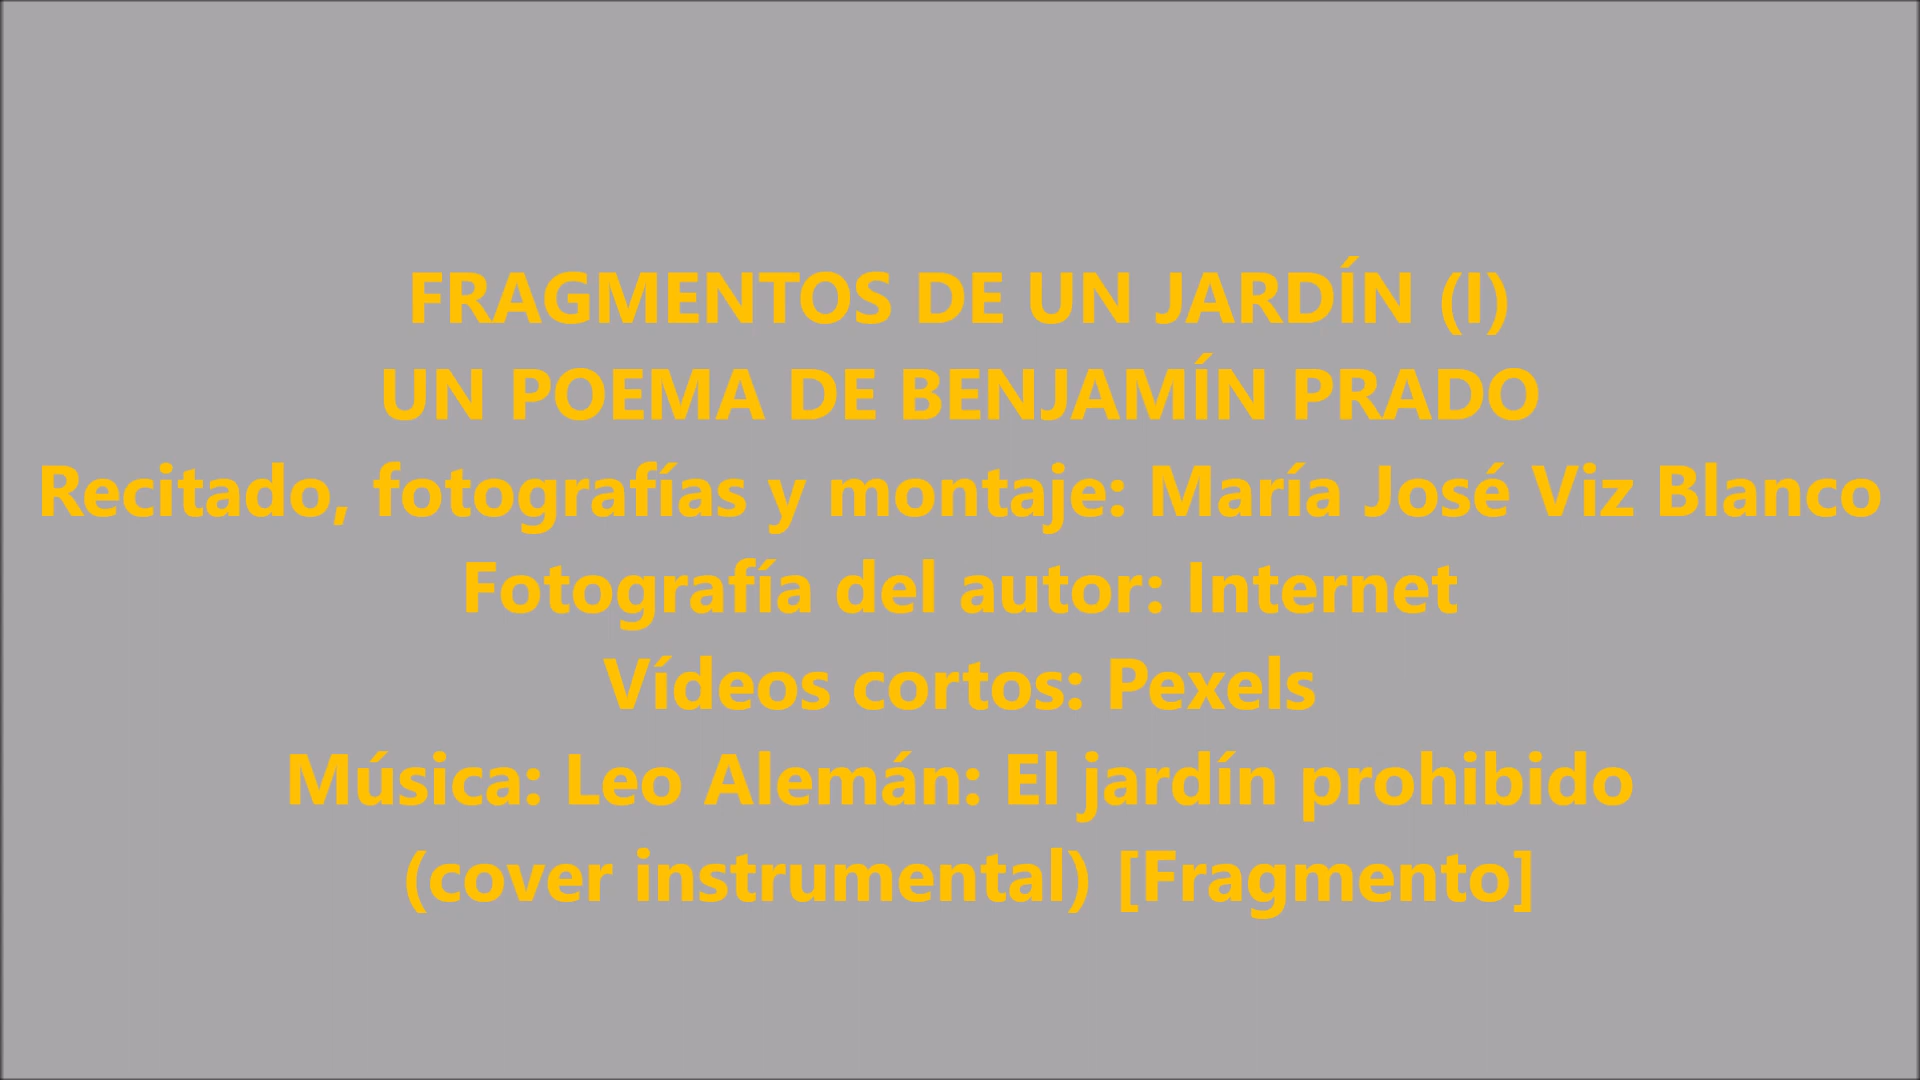 FRAGMENTOS DE UN JARDÍN (I)
UN POEMA DE BENJAMÍN PRADO
Recitado, fotografías y montaje: María José Viz Blanco
Fotografía del autor: Internet
Vídeos cortos: Pexels
Música: Leo Alemán: El jardín prohibido
(cover instrumental) [Fragmento]